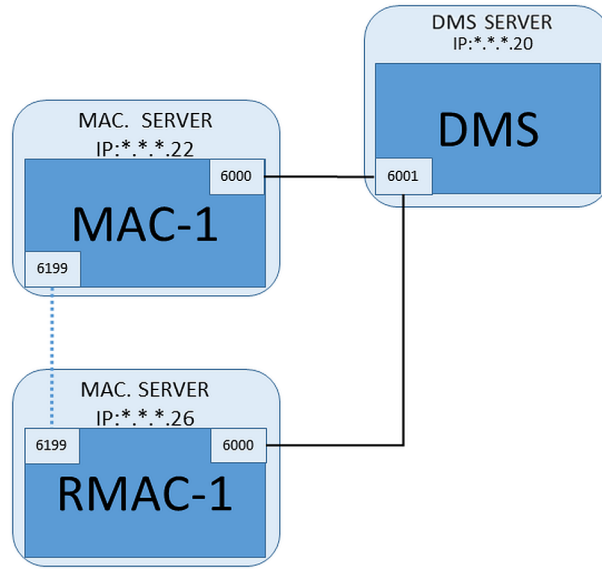 DMS SERVER
IP:*.*.*.20
DMS
6001
MAC. SERVER
IP:*.*.*.22
6000
MAC-1
6199
MAC. SERVER
IP:*.*.*.26
6199
6000
RMAC-1